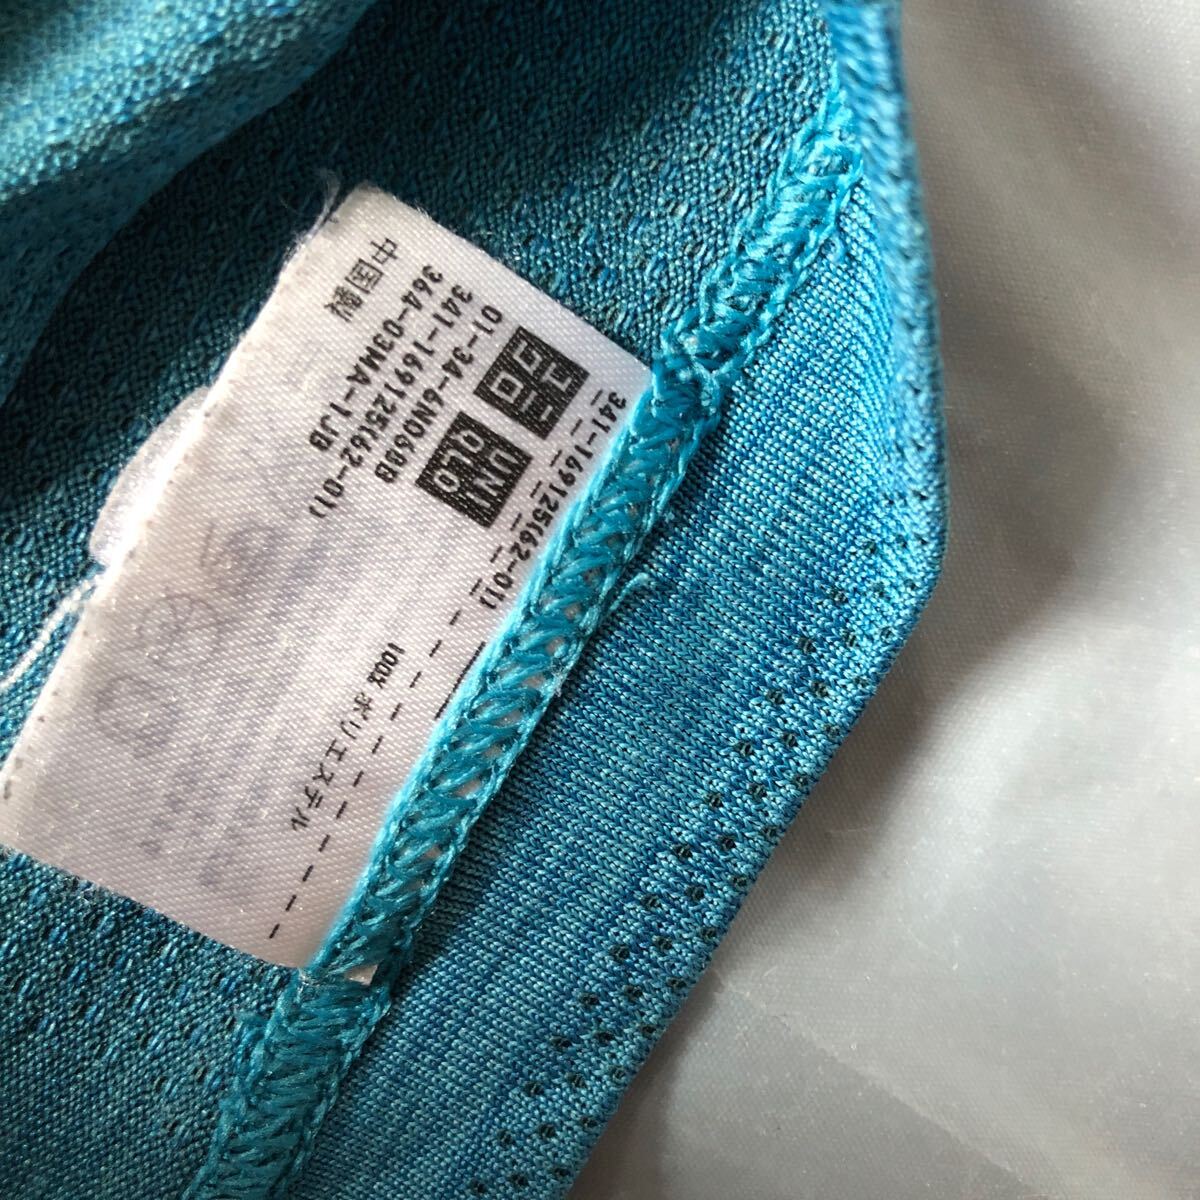 341-169125(62-01)
ユニ
クロ
UNI
QLO
01-34-6N068B
341-169125(62-01)
364-03MA-1JB
中国製
100% ポリエステル